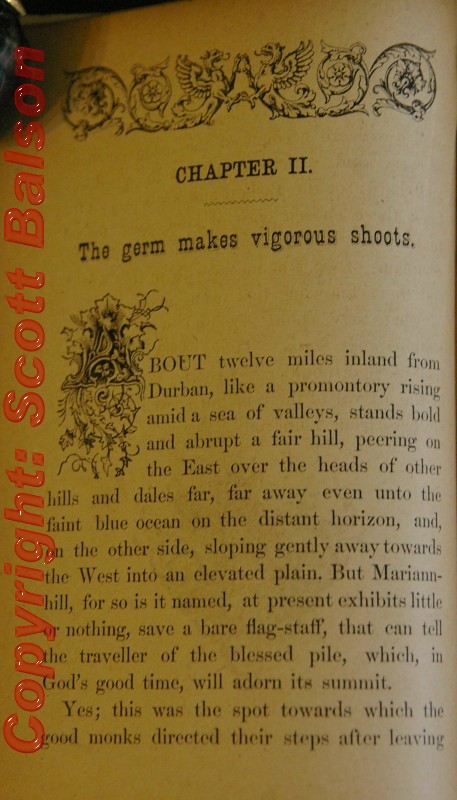 Copyright: Scott Balson
CHAPTER II.
The germ makes vigorous shoots.
ABOUT twelve miles inland from
Durban, like a promontory rising
amid a sea of valleys, stands bold
and abrupt a fair hill, peering on
the East over the heads of other
hills and dales far, far away even unto the
faint blue ocean on the distant horizon, and,
on the other side, sloping gently away towards
the West into an elevated plain. But Mariann-
hill, for so is it named, at present exhibits little
or nothing, save a bare flag-staff, that can tell
the traveller of the blessed pile, which, in
God's good time, will adorn its summit.
Yes; this was the spot towards which the
good monks directed their steps after leaving